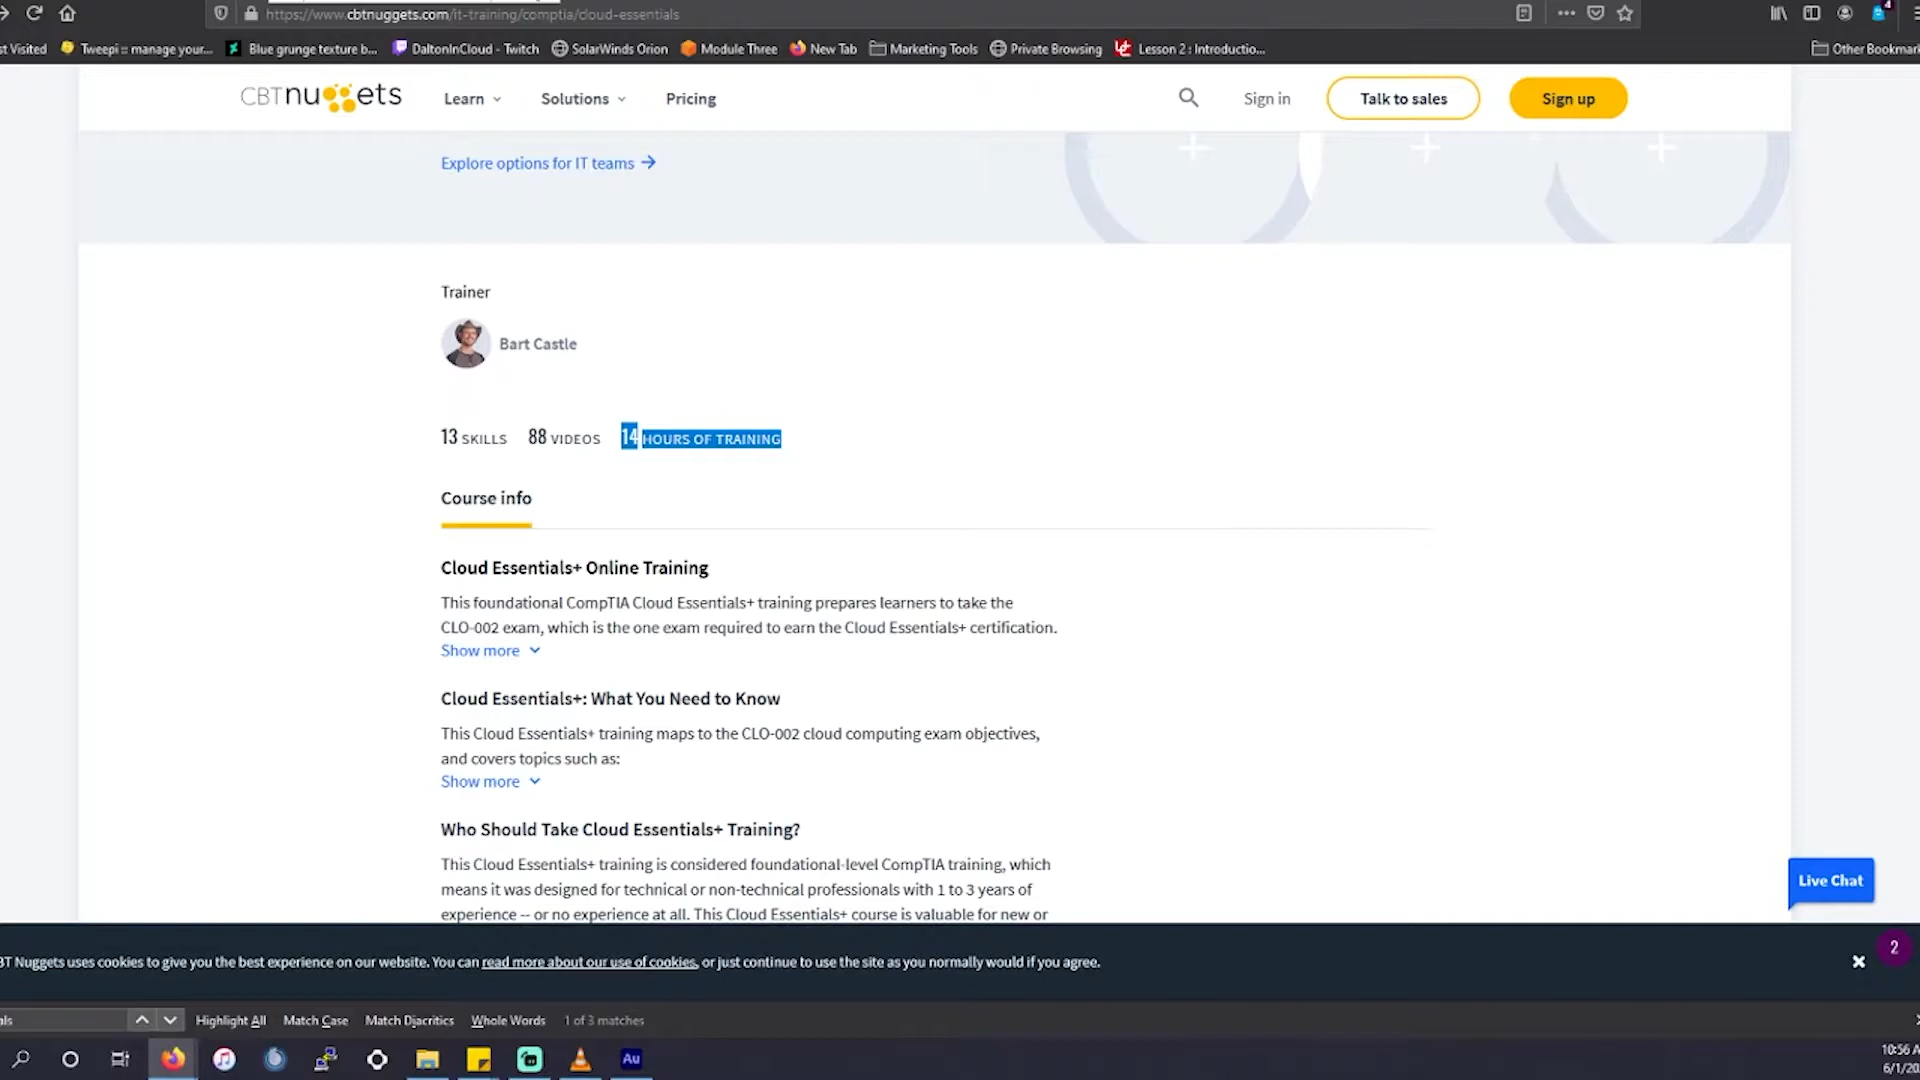 https://www.cbtnuggets.com/it-training/comptia/cloud-essentials
4
st Visited Tweepi :: manage your... Blue grunge texture b... DaltonInCloud - Twitch SolarWinds Orion Module Three New Tab Marketing Tools Private Browsing Lesson 2 : Introductio... Other Bookmark
CBTnuggets Learn Solutions Pricing Sign in Talk to sales Sign up
Explore options for IT teams →
Trainer
Bart Castle
13 SKILLS 88 VIDEOS 14 HOURS OF TRAINING
Course info
Cloud Essentials+ Online Training
This foundational CompTIA Cloud Essentials+ training prepares learners to take the
CLO-002 exam, which is the one exam required to earn the Cloud Essentials+ certification.
Show more
Cloud Essentials+: What You Need to Know
This Cloud Essentials+ training maps to the CLO-002 cloud computing exam objectives,
and covers topics such as:
Show more
Who Should Take Cloud Essentials+ Training?
This Cloud Essentials+ training is considered foundational-level CompTIA training, which
means it was designed for technical or non-technical professionals with 1 to 3 years of
experience -- or no experience at all. This Cloud Essentials+ course is valuable for new or
Live Chat
BT Nuggets uses cookies to give you the best experience on our website. You can read more about our use of cookies, or just continue to use the site as you normally would if you agree.
2
als Highlight All Match Case Match Diacritics Whole Words 1 of 3 matches
Au
10:56 A
6/1/20